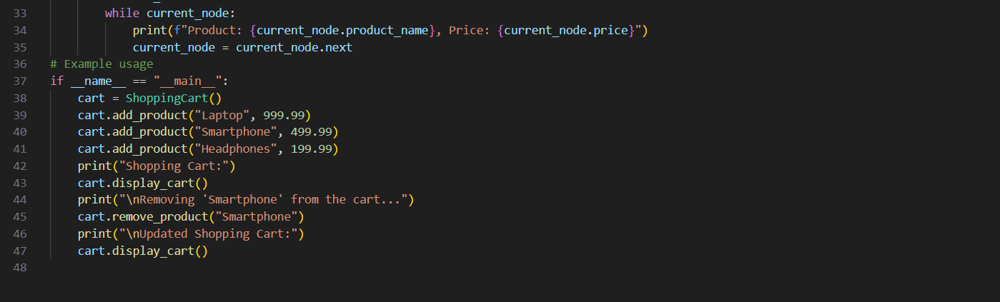 33 while current_node:
34 print(f"Product: {current_node.product_name}, Price: {current_node.price}")
35 current_node = current_node.next
36 # Example usage
37 if __name__ == "__main__":
38 cart = ShoppingCart()
39 cart.add_product("Laptop", 999.99)
40 cart.add_product("Smartphone", 499.99)
41 cart.add_product("Headphones", 199.99)
42 print("Shopping Cart:")
43 cart.display_cart()
44 print("\nRemoving 'Smartphone' from the cart...")
45 cart.remove_product("Smartphone")
46 print("\nUpdated Shopping Cart:")
47 cart.display_cart()
48